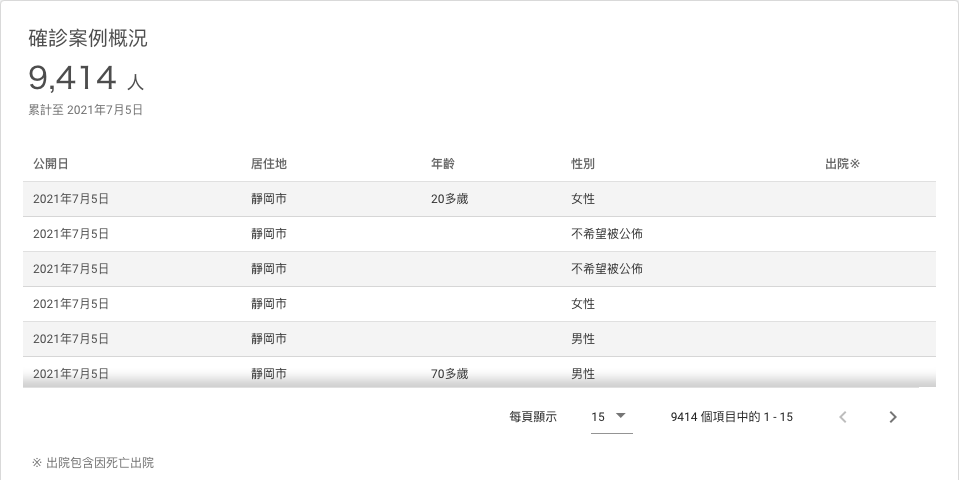 確診案例概況
9,414 人
累計至 2021年7月5日
公開日 居住地 年齡 性別 出院※
2021年7月5日 靜岡市 20多歲 女性
2021年7月5日 靜岡市 不希望被公佈
2021年7月5日 靜岡市 不希望被公佈
2021年7月5日 靜岡市 女性
2021年7月5日 靜岡市 男性
2021年7月5日 靜岡市 70多歲 男性
每頁顯示 15 9414 個項目中的 1 - 15
※ 出院包含因死亡出院